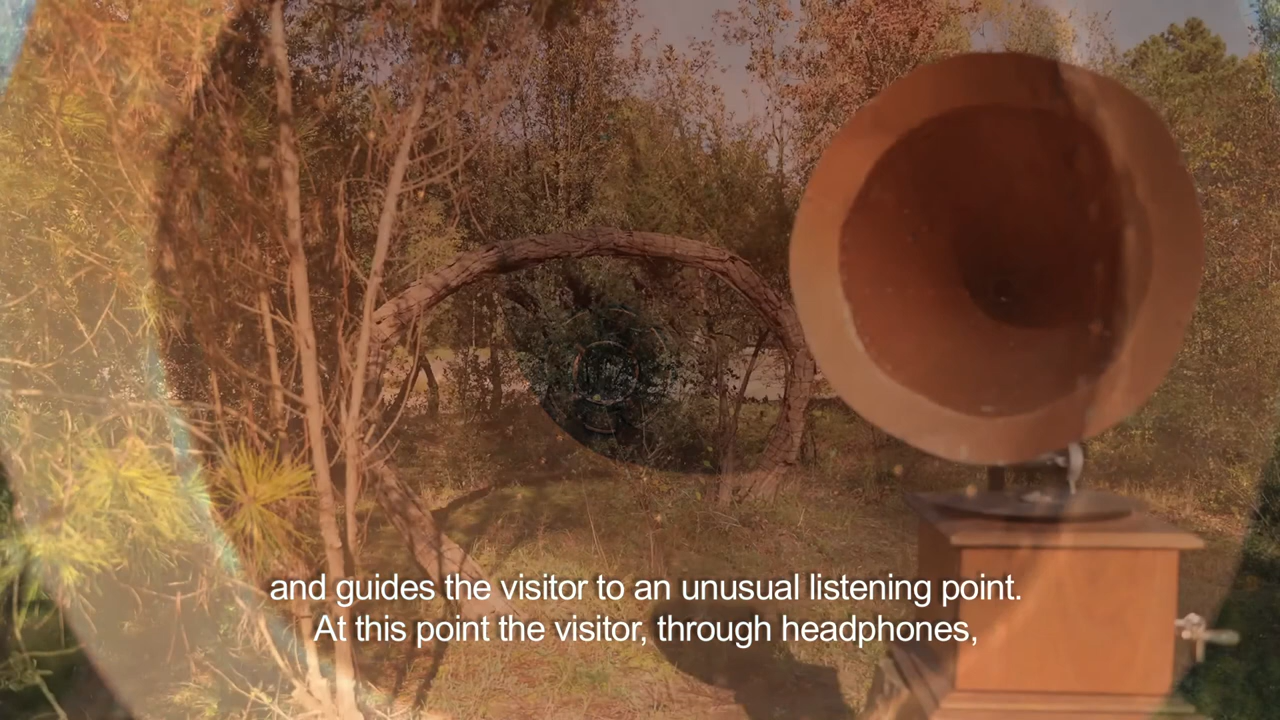 and guides the visitor to an unusual listening point.
At this point the visitor, through headphones,